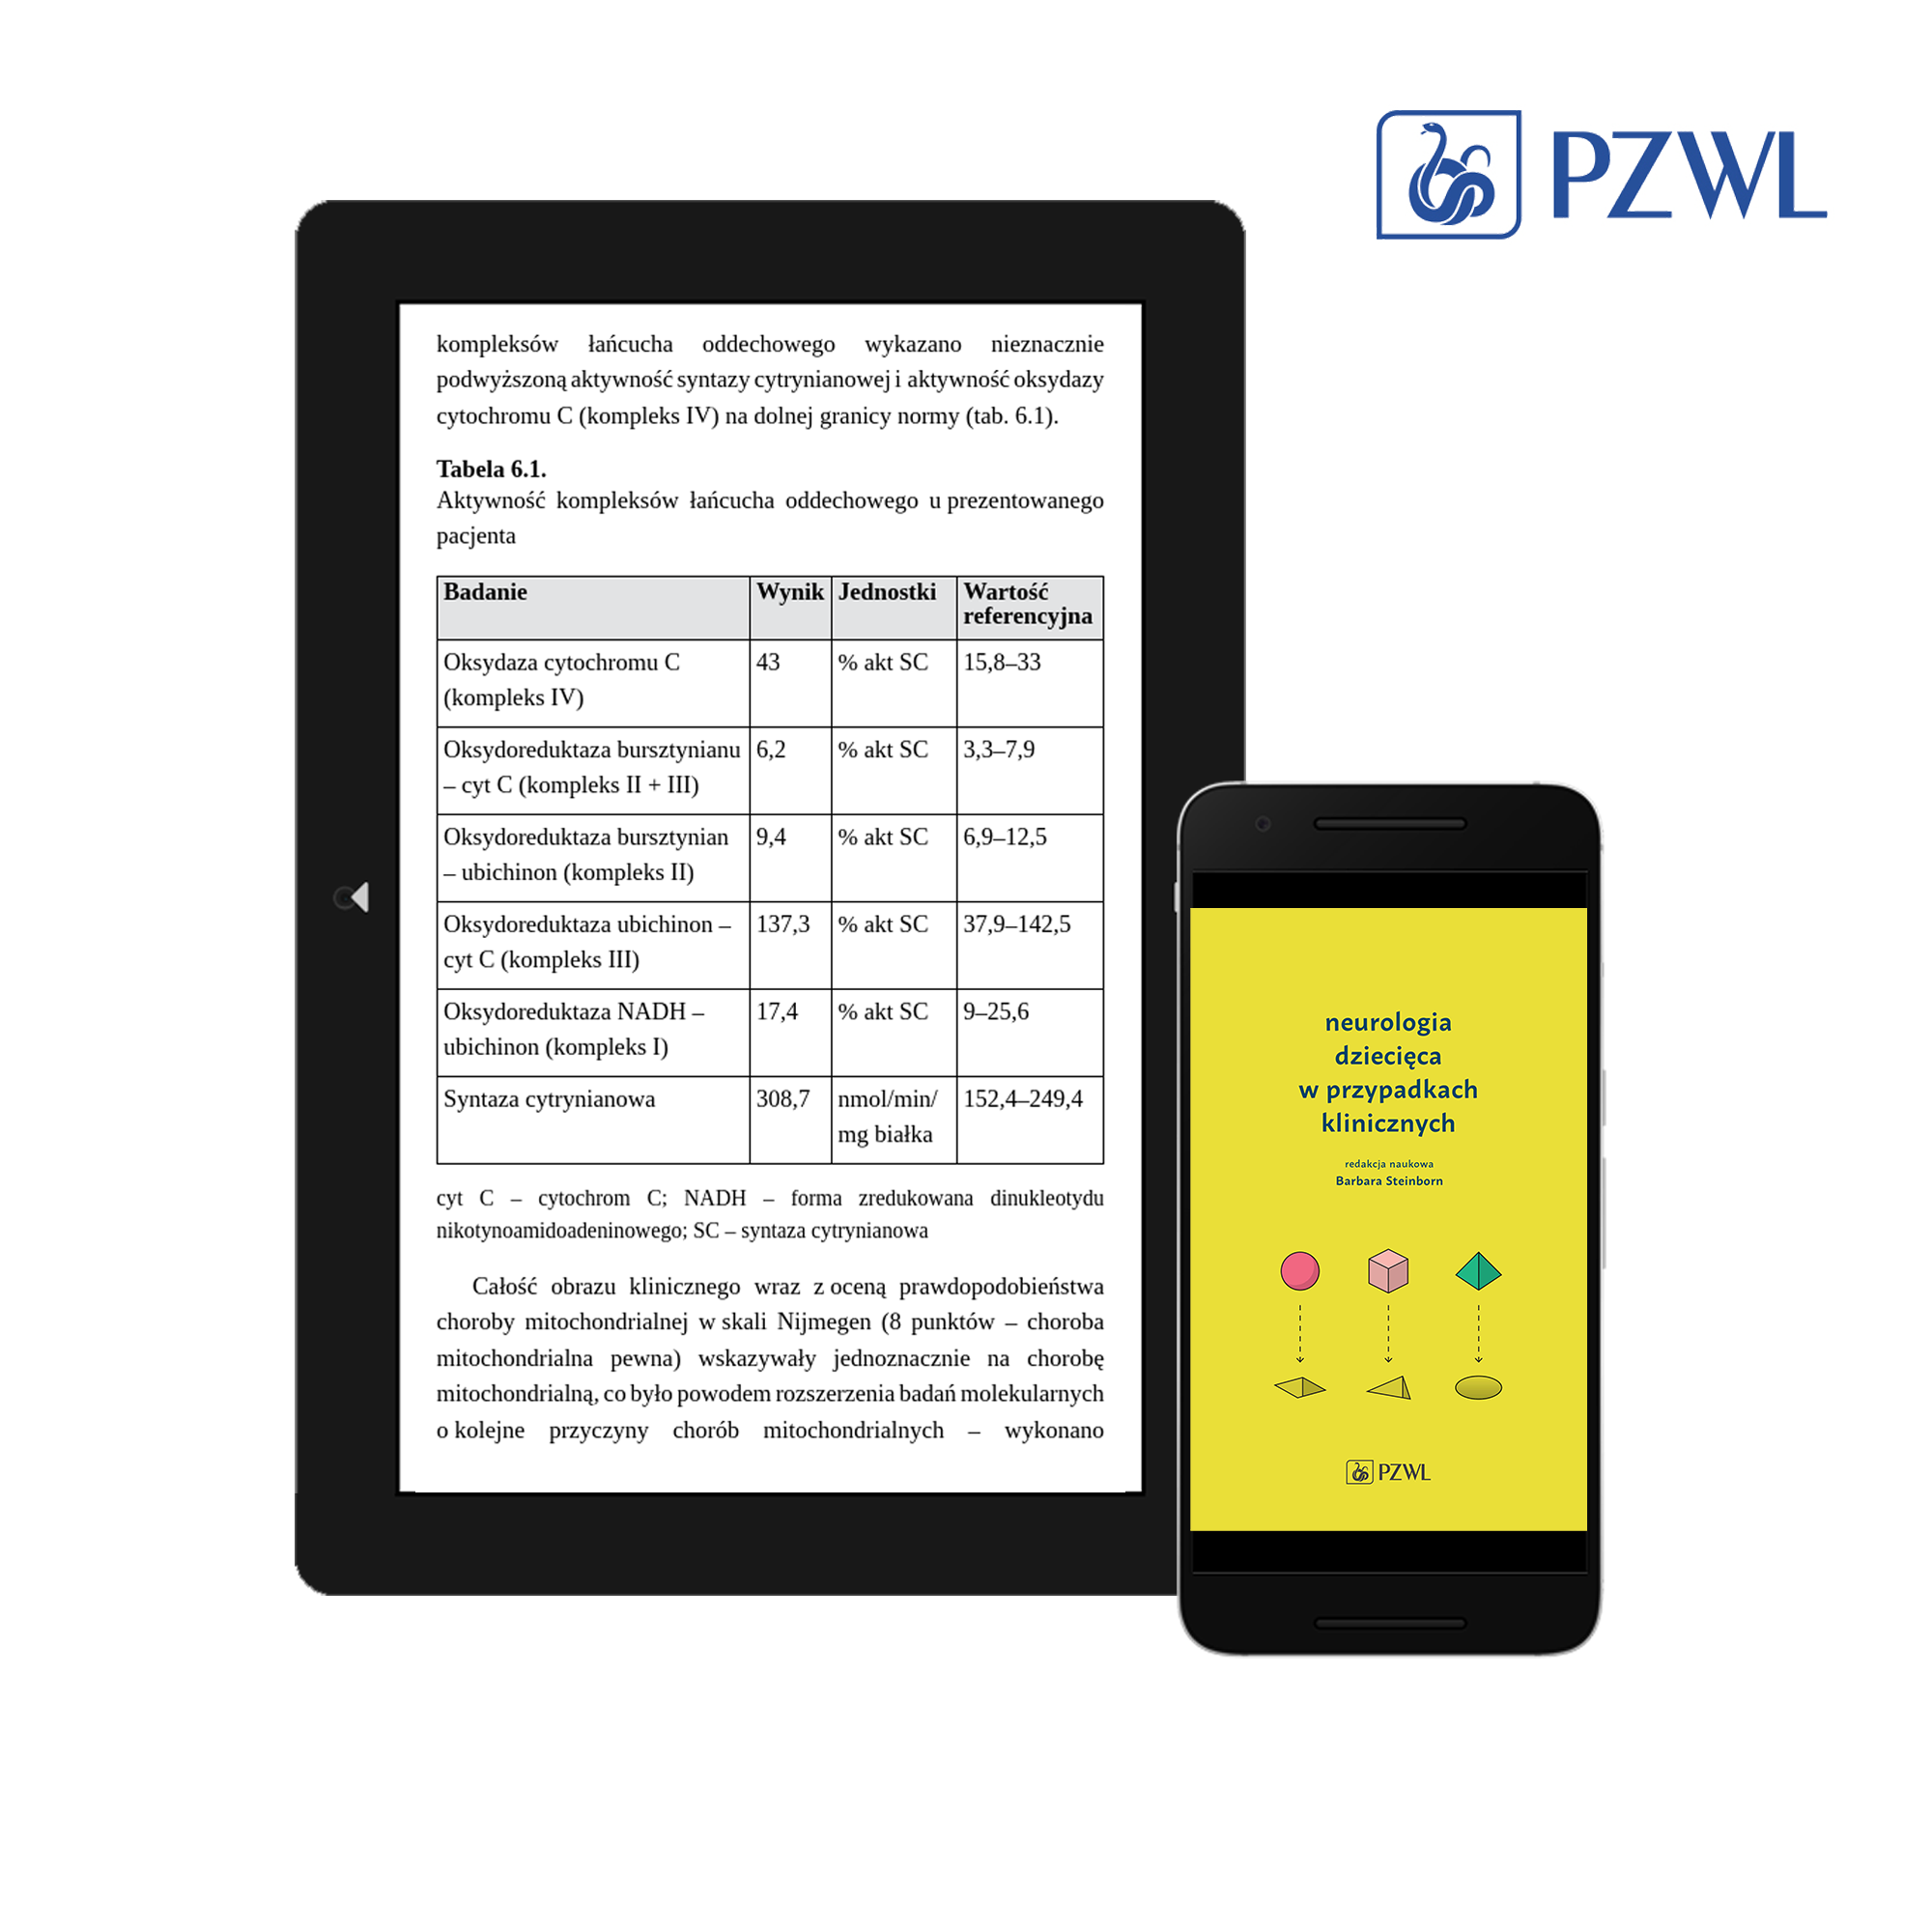 PZWL
kompleksów łańcucha oddechowego wykazano nieznacznie
podwyższoną aktywność syntazy cytrynianowej i aktywność oksydazy
cytochromu C (kompleks IV) na dolnej granicy normy (tab. 6.1).
Tabela 6.1.
Aktywność kompleksów łańcucha oddechowego u prezentowanego
pacjenta
Badanie Wynik Jednostki Wartość
referencyjna
Oksydaza cytochromu C 43 % akt SC 15,8–33
(kompleks IV)
Oksydoreduktaza bursztynianu 6,2 % akt SC 3,3–7,9
– cyt C (kompleks II + III)
Oksydoreduktaza bursztynian 9,4 % akt SC 6,9–12,5
– ubichinon (kompleks II)
Oksydoreduktaza ubichinon – 137,3 % akt SC 37,9–142,5
cyt C (kompleks III)
Oksydoreduktaza NADH – 17,4 % akt SC 9–25,6
ubichinon (kompleks I)
Syntaza cytrynianowa 308,7 nmol/min/ 152,4–249,4
mg białka
cyt C – cytochrom C; NADH – forma zredukowana dinukleotydu
nikotynoamidoadeninowego; SC – syntaza cytrynianowa
Całość obrazu klinicznego wraz z oceną prawdopodobieństwa
choroby mitochondrialnej w skali Nijmegen (8 punktów – choroba
mitochondrialna pewna) wskazywały jednoznacznie na chorobę
mitochondrialną, co było powodem rozszerzenia badań molekularnych
o kolejne przyczyny chorób mitochondrialnych – wykonano
neurologia
dziecięca
w przypadkach
klinicznych
redakcja naukowa
Barbara Steinborn
PZWL